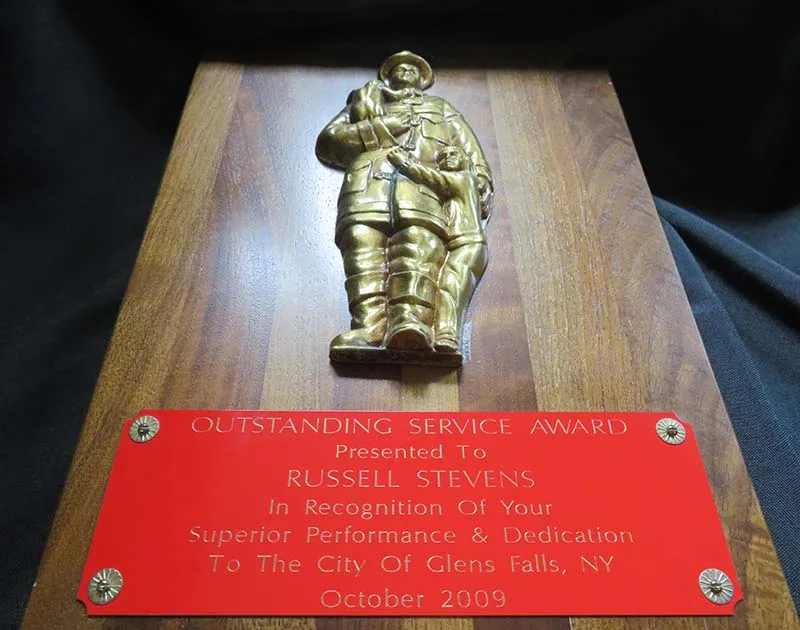 OUTSTANDING SERVICE AWARD
Presented To
RUSSELL STEVENS
In Recognition Of Your
Superior Performance & Dedication
To The City Of Glens Falls, NY
October 2009